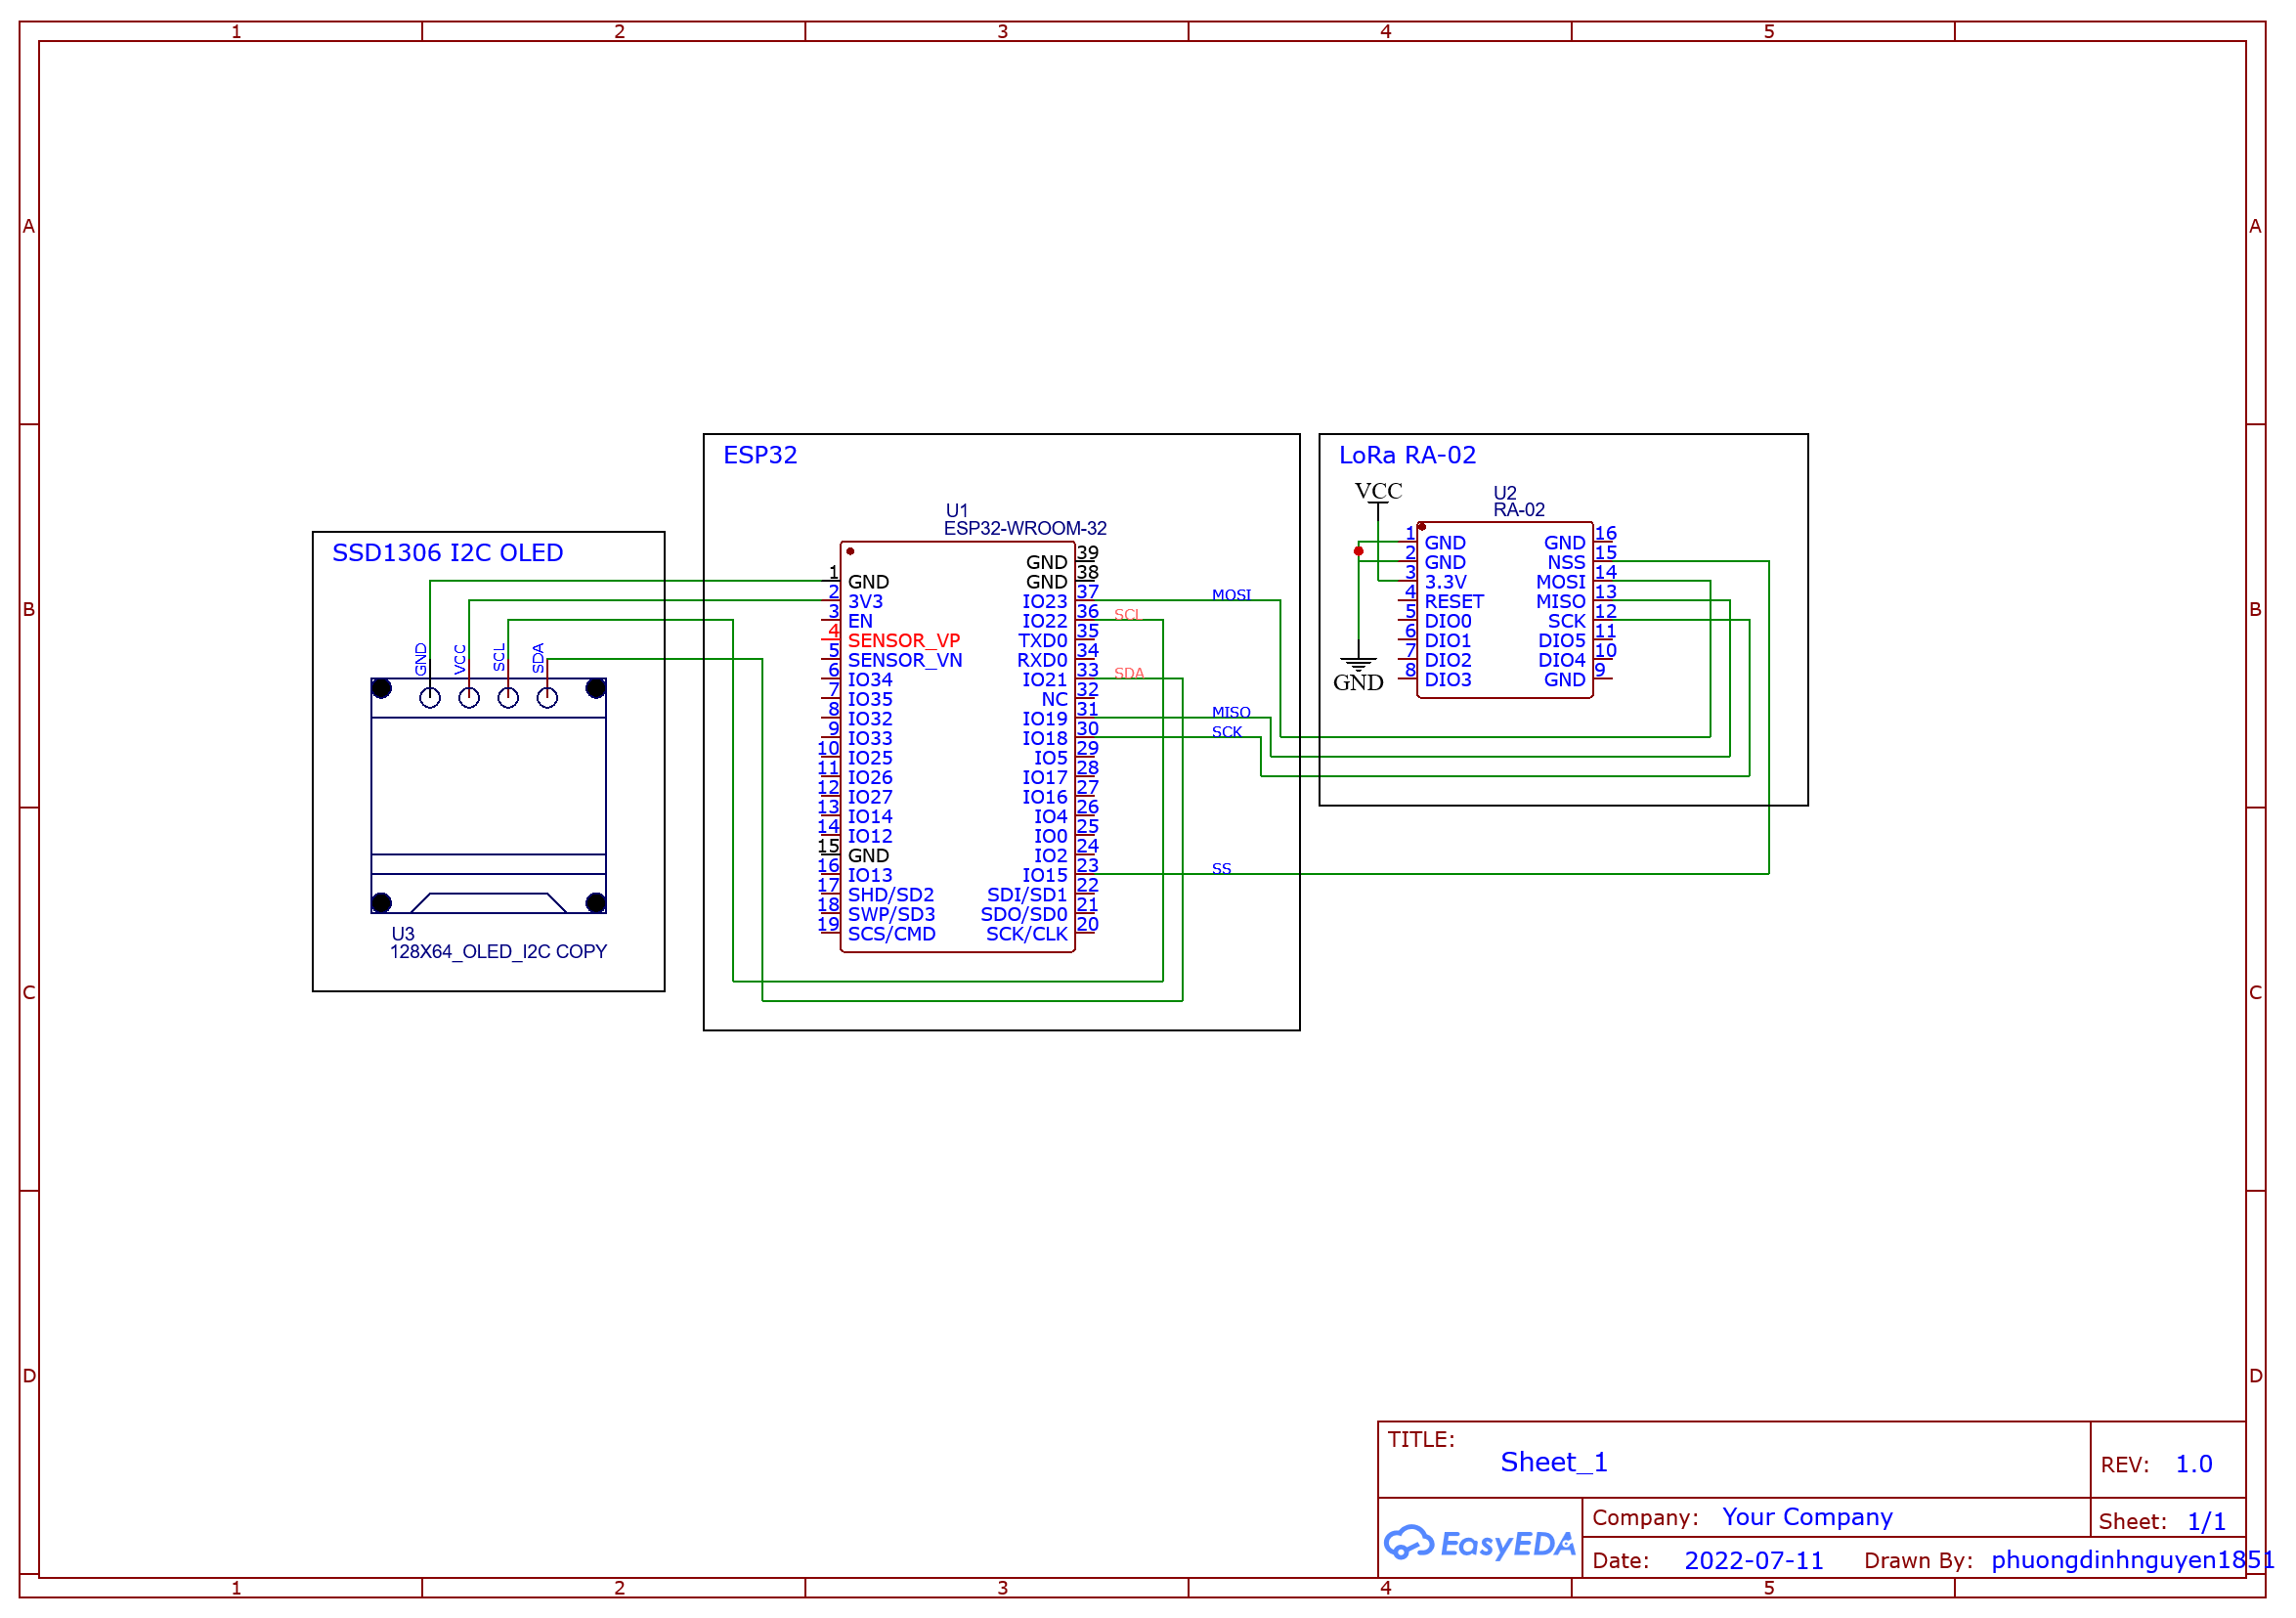 1 2 3 4 5
A A
B B
C C
D D
SSD1306 I2C OLED
GND VCC SCL SDA
U3
128X64_OLED_I2C COPY
ESP32
U1
ESP32-WROOM-32
1 GND
2 3V3
3 EN
4 SENSOR_VP
5 SENSOR_VN
6 IO34
7 IO35
8 IO32
9 IO33
10 IO25
11 IO26
12 IO27
13 IO14
14 IO12
15 GND
16 IO13
17 SHD/SD2
18 SWP/SD3
19 SCS/CMD
GND 39
GND 38
IO23 37 MOSI
IO22 36 SCL
TXD0 35
RXD0 34
IO21 33 SDA
NC 32
IO19 31 MISO
IO18 30 SCK
IO5 29
IO17 28
IO16 27
IO4 26
IO0 25
IO2 24
IO15 23 SS
SDI/SD1 22
SDO/SD0 21
SCK/CLK 20
LoRa RA-02
VCC
GND
U2
RA-02
1 GND
2 GND
3 3.3V
4 RESET
5 DIO0
6 DIO1
7 DIO2
8 DIO3
GND 16
NSS 15
MOSI 14
MISO 13
SCK 12
DIO5 11
DIO4 10
GND 9
TITLE:
Sheet_1
REV: 1.0
EasyEDA
Company: Your Company
Sheet: 1/1
Date: 2022-07-11 Drawn By: phuongdinhnguyen1851
1 2 3 4 5